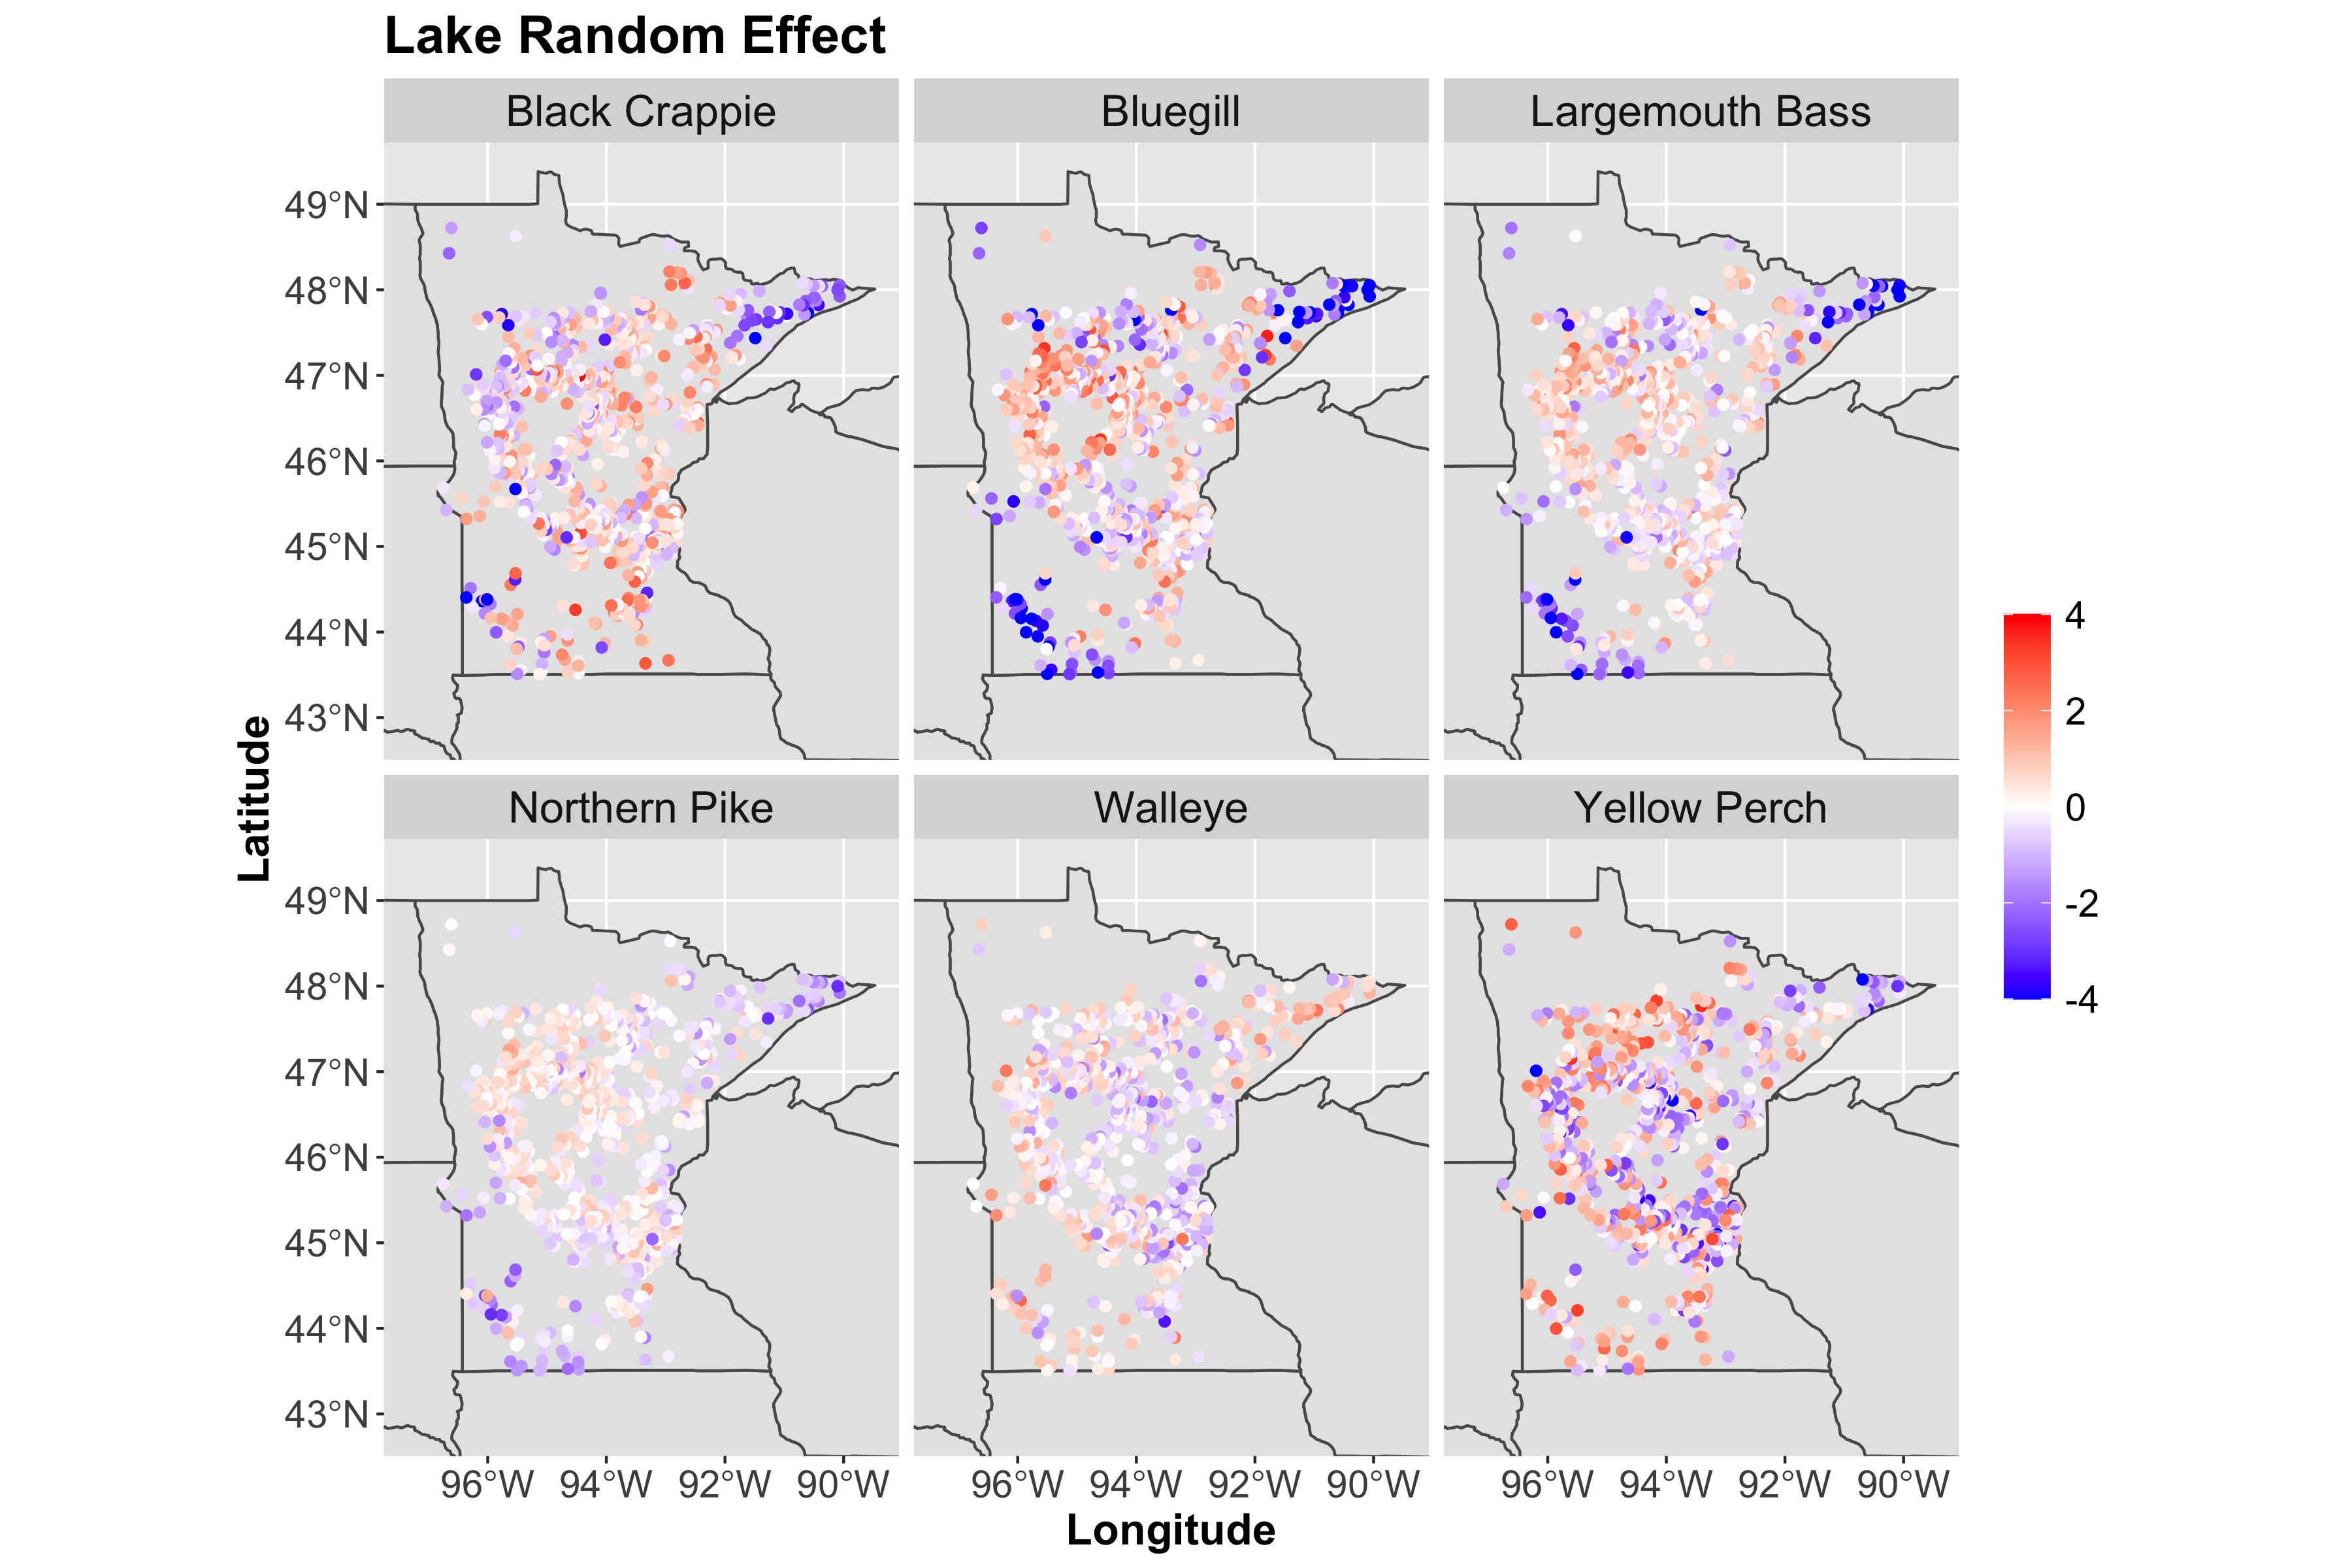 Lake Random Effect
Black Crappie
Bluegill
Largemouth Bass
49°N
48°N
47°N
46°N
45°N
44°N
43°N
Northern Pike
Walleye
Yellow Perch
49°N
48°N
47°N
46°N
45°N
44°N
43°N
96°W 94°W 92°W 90°W
96°W 94°W 92°W 90°W
96°W 94°W 92°W 90°W
Latitude
Longitude
4
2
0
-2
-4